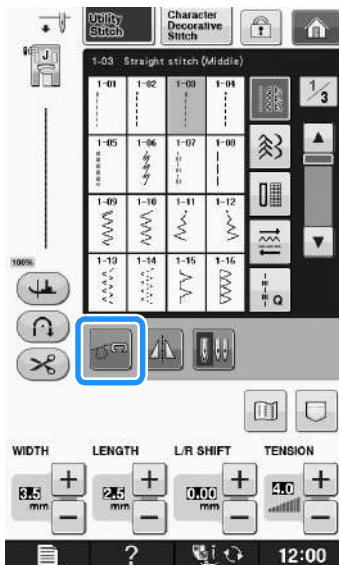 Utility
Stitch
Character
Decorative
Stitch
J
1-03 Straight stitch (Middle)
1-01 1-02 1-03 1-04
1/3
1-05 1-06 1-07 1-08
1-09 1-10 1-11 1-12
1-13 1-14 1-15 1-16
100%
Q
WIDTH LENGTH L/R SHIFT TENSION
3.5 mm + − 2.5 mm + − 0.00 mm + − 4.0 + −
? i 12:00